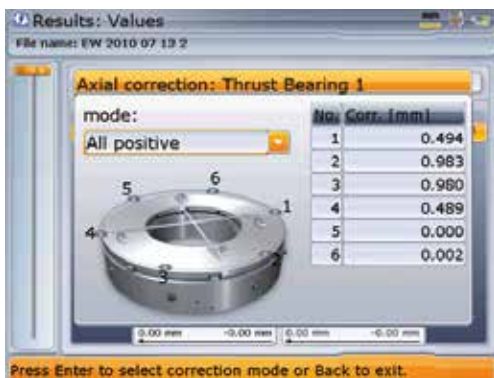 Results: Values
mm
File name: EW 2010 07 13 2
Axial correction: Thrust Bearing 1
mode:
All positive
No. Corr. [mm]
1 0.494
2 0.983
3 0.980
4 0.489
5 0.000
6 0.002
6
5
1
4
2
3
0.00 mm -0.00 mm 0.00 mm -0.00 mm
Press Enter to select correction mode or Back to exit.